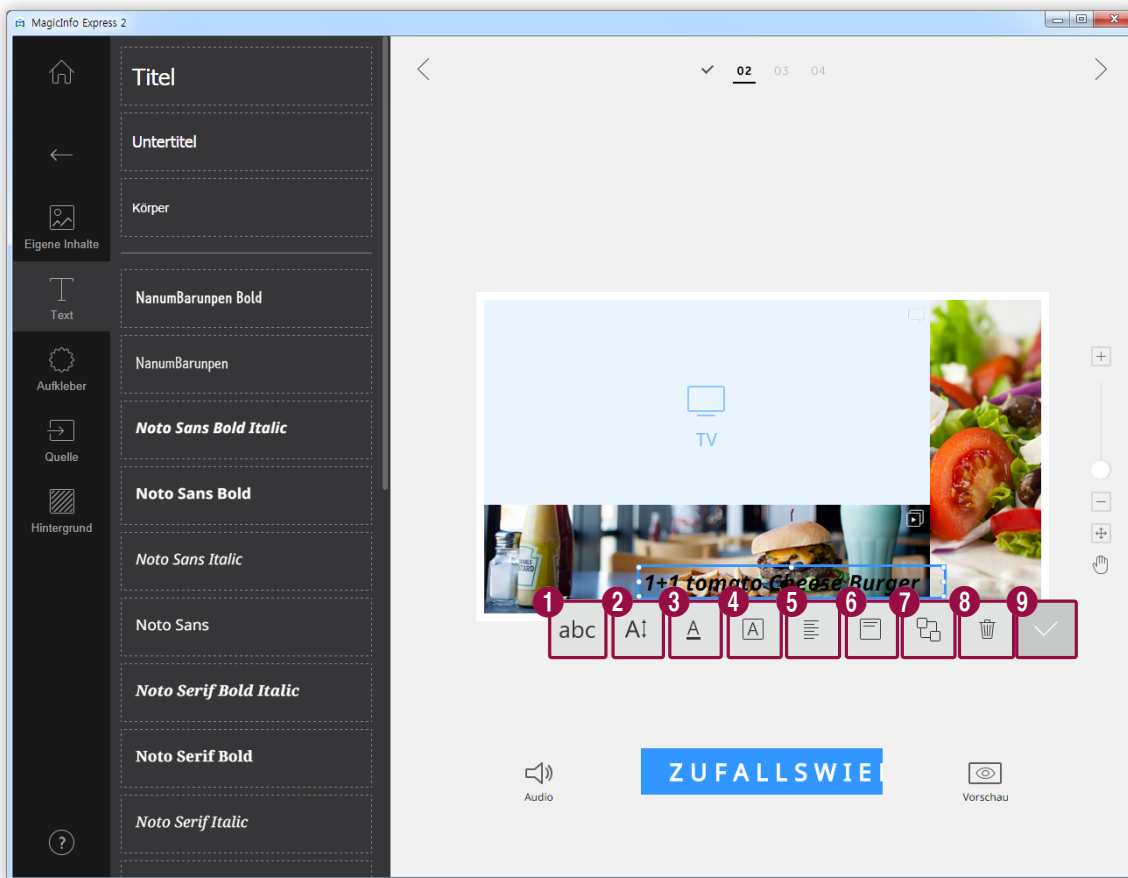 MagicInfo Express 2
Titel
Untertitel
Körper
Eigene Inhalte
Text
Aufkleber
Quelle
Hintergrund
?
NanumBarunpen Bold
NanumBarunpen
Noto Sans Bold Italic
Noto Sans Bold
Noto Sans Italic
Noto Sans
Noto Serif Bold Italic
Noto Serif Bold
Noto Serif Italic
02 03 04
TV
1+1 tomato Cheese Burger
1 2 3 4 5 6 7 8 9
abc A A A
Audio
ZUFALLSWIE
Vorschau